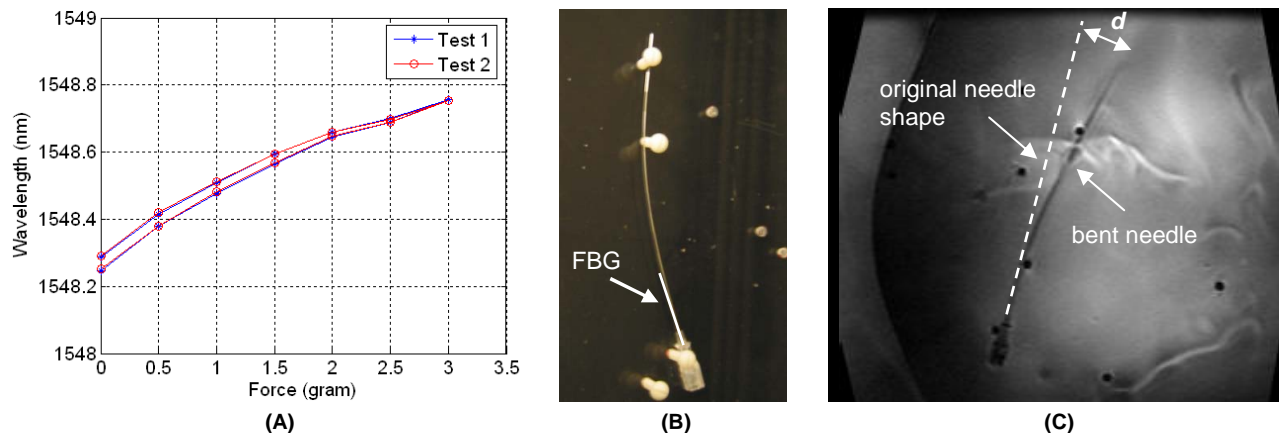 1549
1548.8
1548.6
1548.4
1548.2
1548
Wavelength (nm)
0 0.5 1 1.5 2 2.5 3 3.5
Force (gram)
Test 1
Test 2
(A)
FBG
(B)
d
original needle
shape
bent needle
(C)